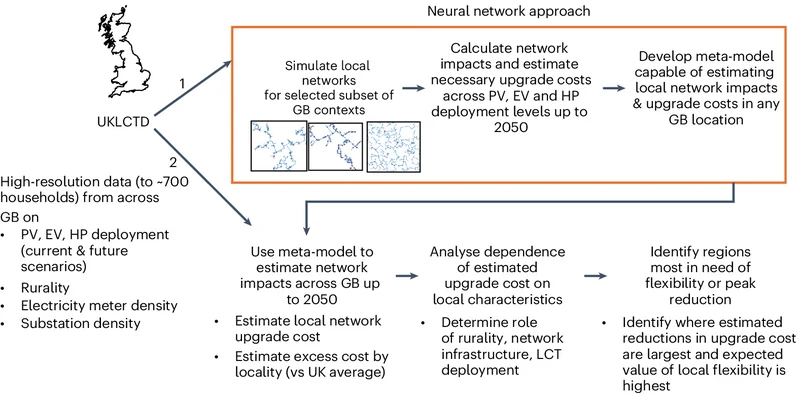 Neural network approach
1
UKLCTD
2
Simulate local
networks
for selected subset of
GB contexts
Calculate network
impacts and estimate
necessary upgrade costs
across PV, EV and HP
deployment levels up to
2050
Develop meta-model
capable of estimating
local network impacts
& upgrade costs in any
GB location
High-resolution data (to ~700
households) from across
GB on
• PV, EV, HP deployment
(current & future
scenarios)
• Rurality
• Electricity meter density
• Substation density
Use meta-model to
estimate network
impacts across GB up
to 2050
• Estimate local network
upgrade cost
• Estimate excess cost by
locality (vs UK average)
Analyse dependence
of estimated
upgrade cost on
local characteristics
• Determine role
of rurality, network
infrastructure, LCT
deployment
Identify regions
most in need of
flexibility or peak
reduction
• Identify where estimated
reductions in upgrade cost
are largest and expected
value of local flexibility is
highest